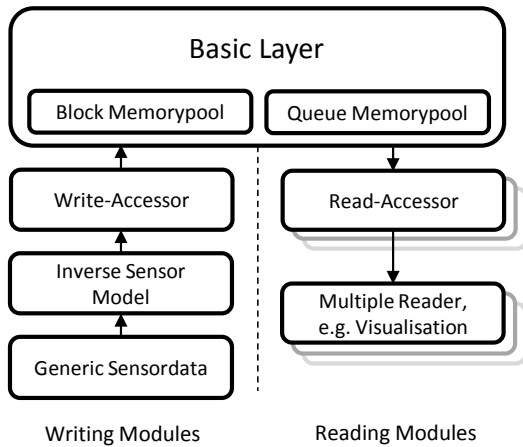 Basic Layer
Block Memorypool
Queue Memorypool
Write-Accessor
Read-Accessor
Inverse Sensor
Model
Multiple Reader,
e.g. Visualisation
Generic Sensordata
Writing Modules
Reading Modules